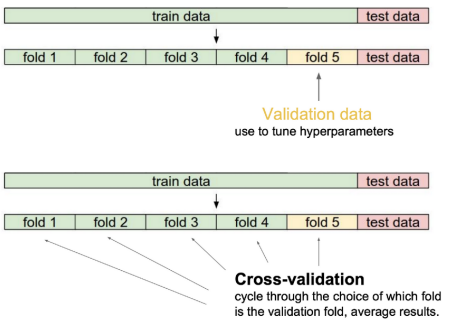 train data test data
fold 1 fold 2 fold 3 fold 4 fold 5 test data
Validation data
use to tune hyperparameters
train data test data
fold 1 fold 2 fold 3 fold 4 fold 5 test data
Cross-validation
cycle through the choice of which fold
is the validation fold, average results.